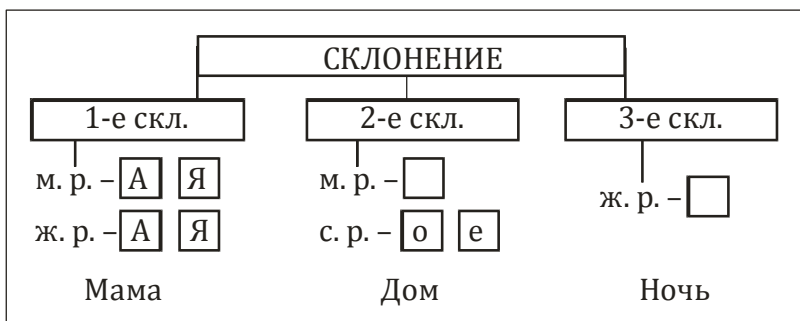 СКЛОНЕНИЕ
1-е скл. 2-е скл. 3-е скл.
м. р. – А Я м. р. –
ж. р. –
ж. р. – А Я с. р. – о е
Мама Дом Ночь